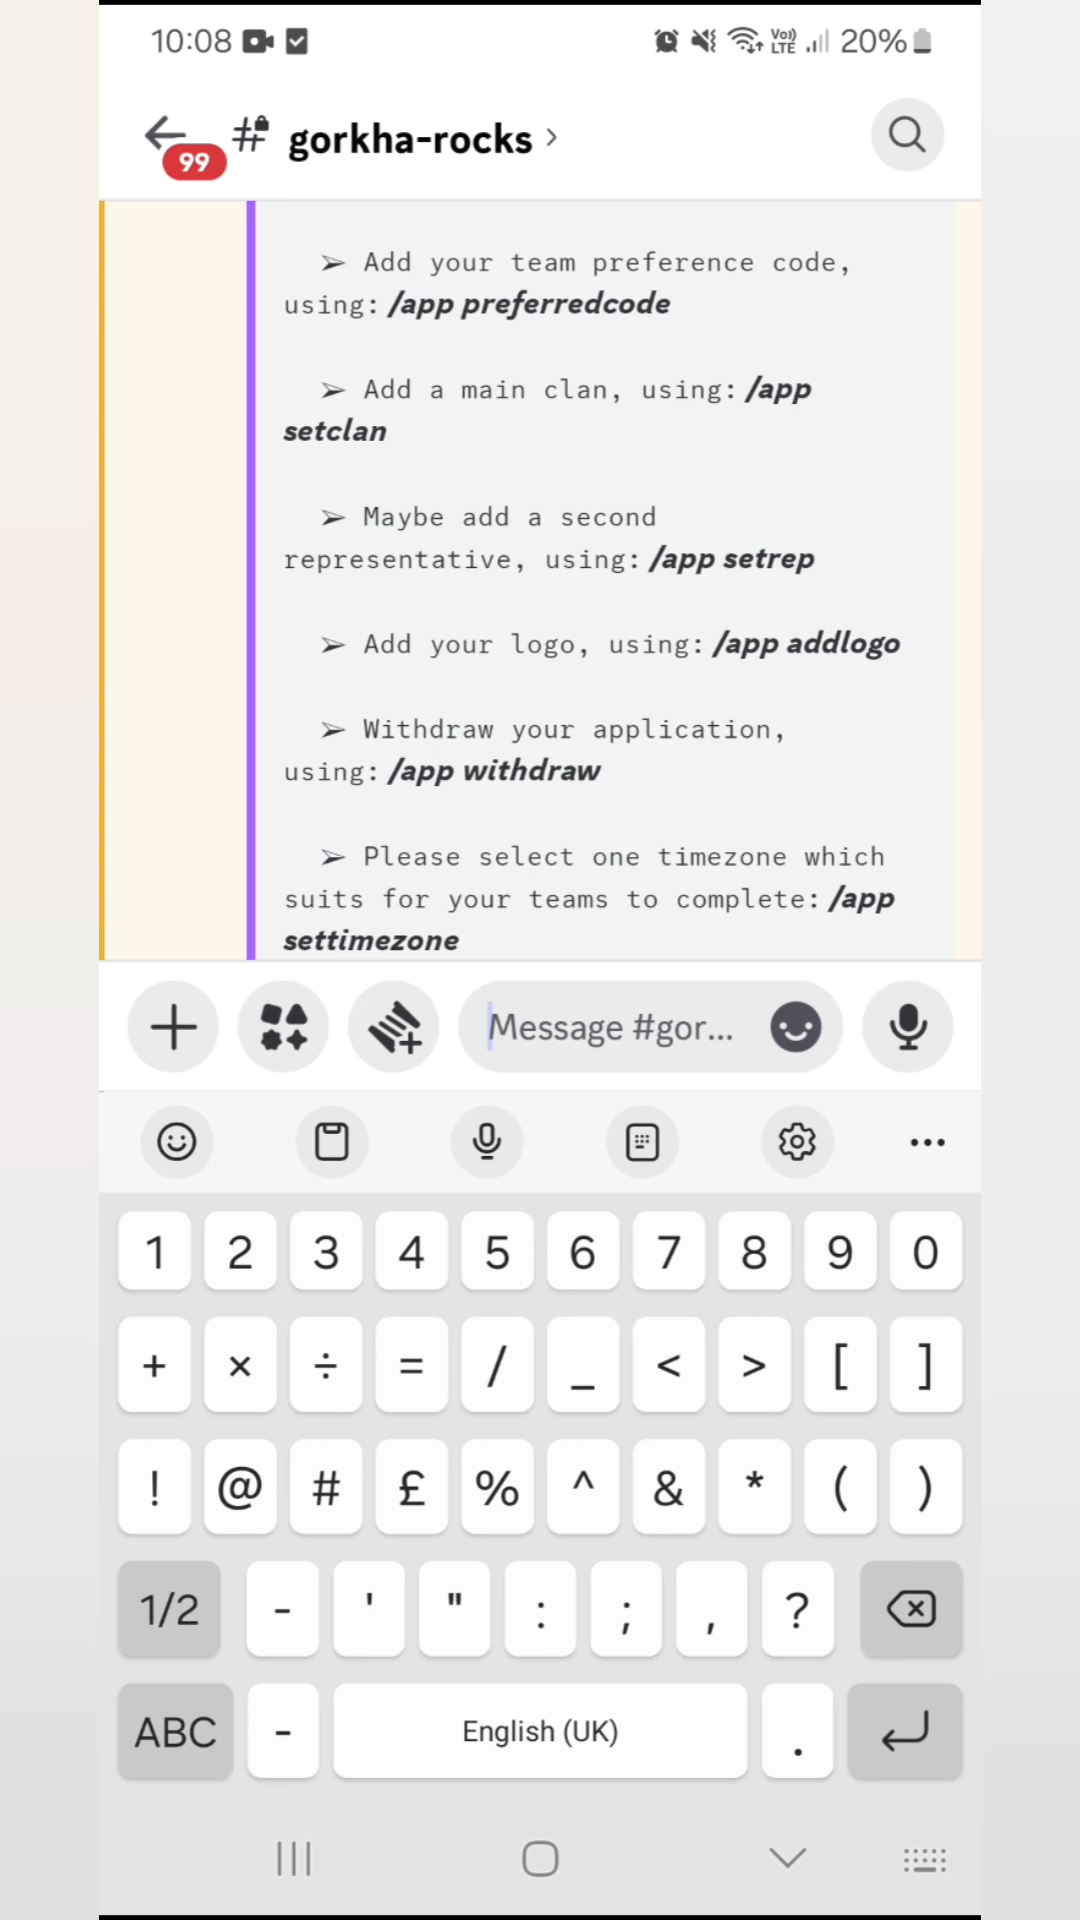 10:08 Vo)) LTE 20%
99 # gorkha-rocks >
➢ Add your team preference code,
using: /app preferredcode
➢ Add a main clan, using: /app
setclan
➢ Maybe add a second
representative, using: /app setrep
➢ Add your logo, using: /app addlogo
➢ Withdraw your application,
using: /app withdraw
➢ Please select one timezone which
suits for your teams to complete: /app
settimezone
Message #gor...
1 2 3 4 5 6 7 8 9 0
+ × ÷ = / _ < > [ ]
! @ # £ % ^ & * ( )
1/2 - ' " : ; , ?
ABC - English (UK) .